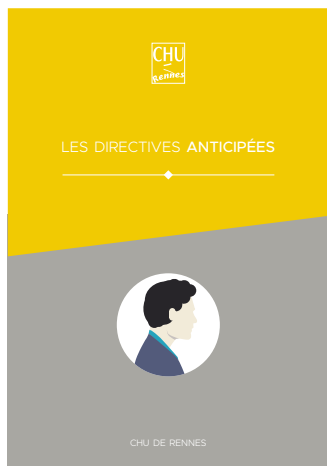 CHU
Rennes
LES DIRECTIVES ANTICIPÉES
CHU DE RENNES